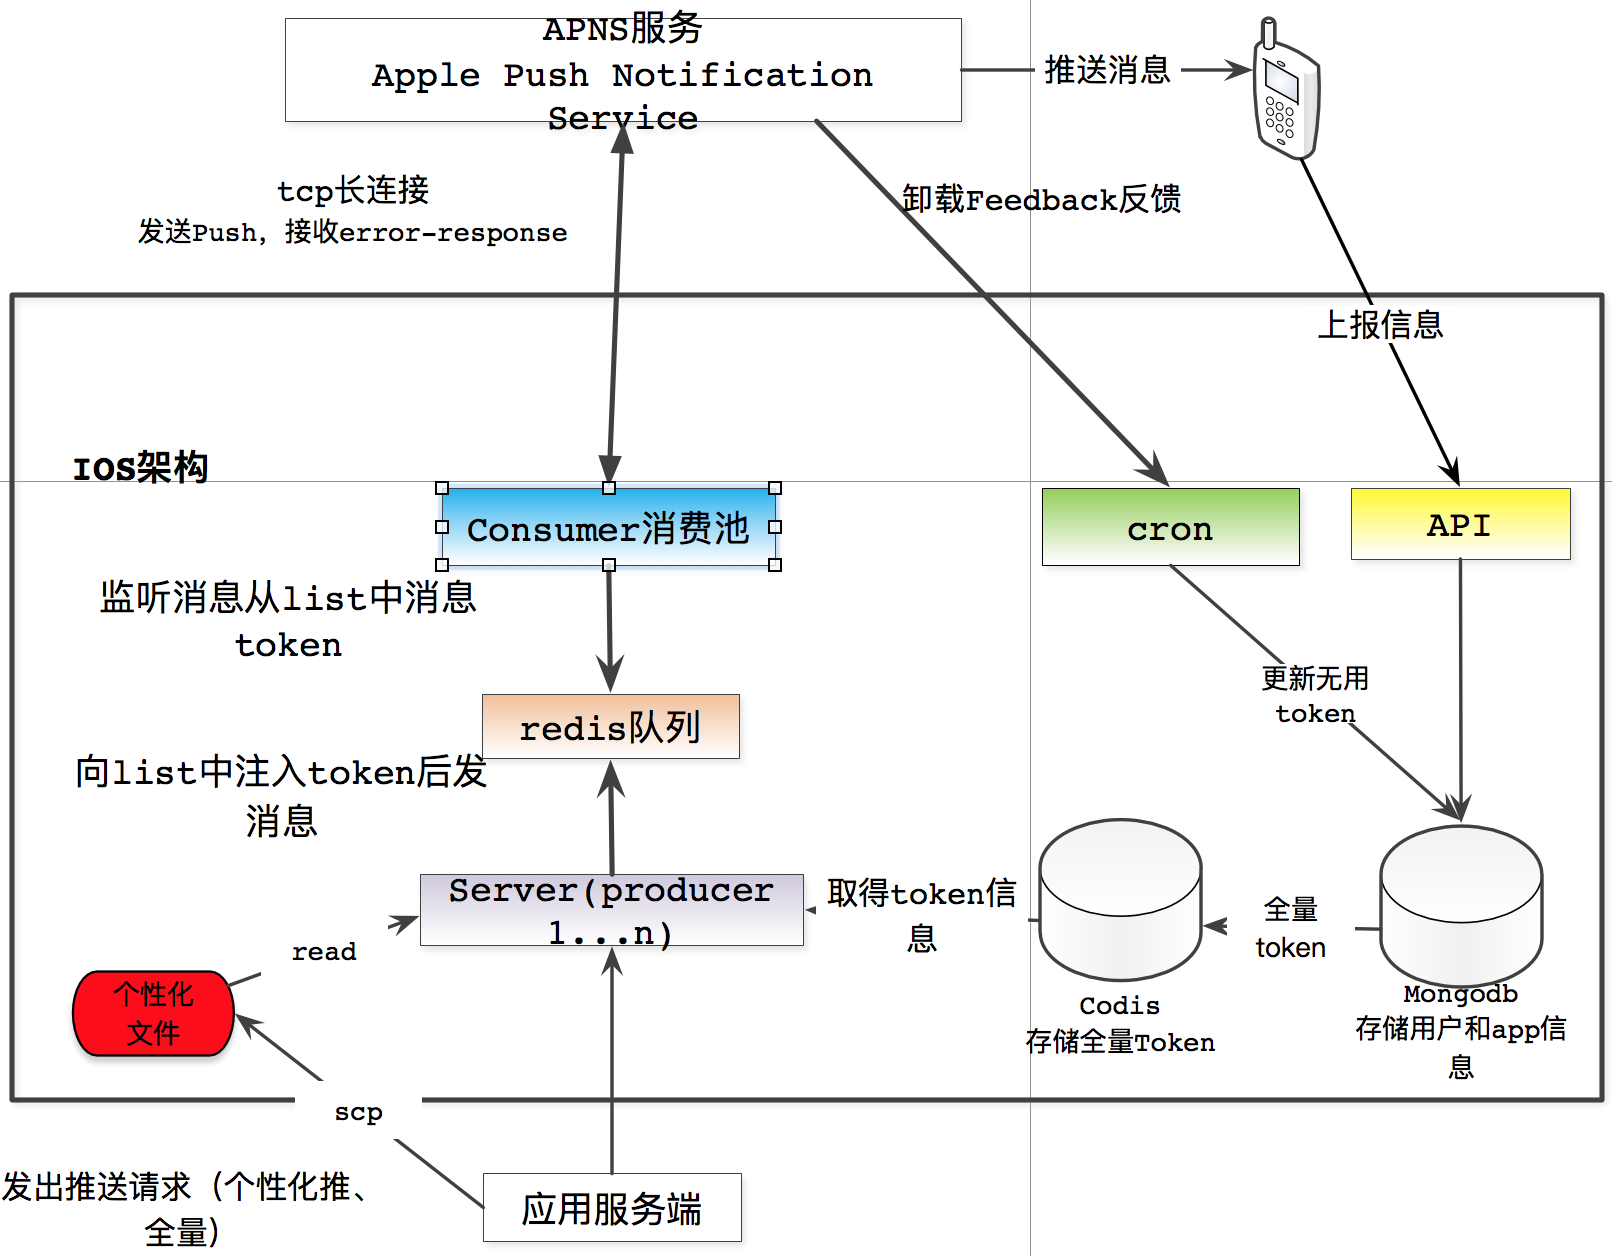 APNS服务
Apple Push Notification
Service
推送消息
tcp长连接
发送Push，接收error-response
卸载Feedback反馈
上报信息
IOS架构
Consumer消费池
cron
API
监听消息从list中消息
token
更新无用
token
redis队列
向list中注入token后发
消息
Server(producer
1...n)
取得token信
息
全量
token
read
个性化
文件
Codis
存储全量Token
Mongodb
存储用户和app信
息
scp
发出推送请求（个性化推、
全量）
应用服务端